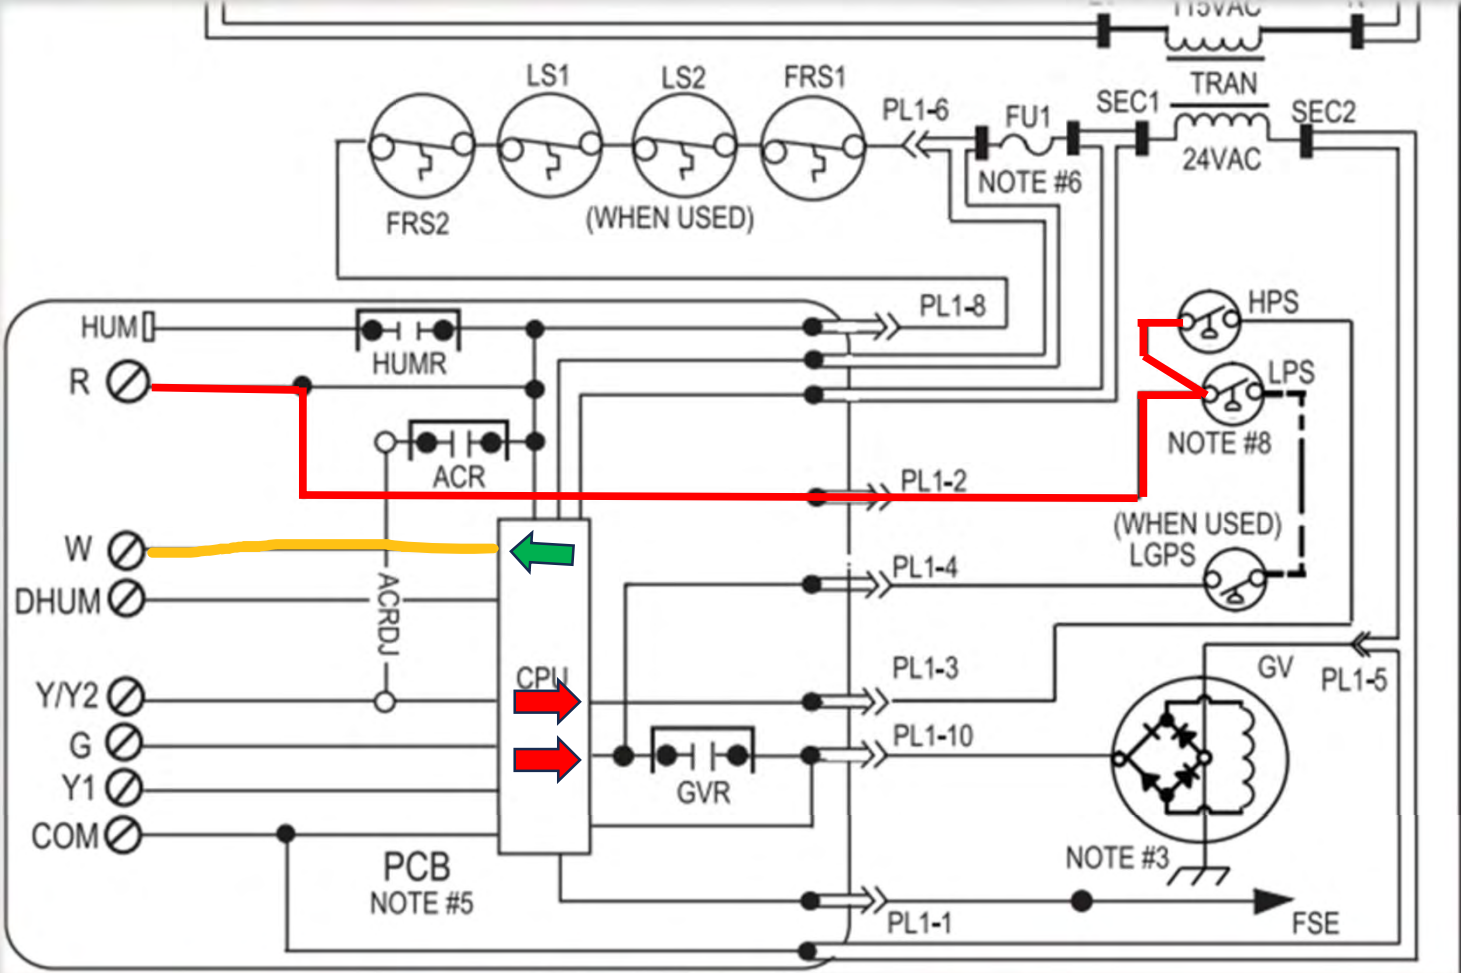 115VAC
TRAN
LS1
LS2
FRS1
PL1-6
FU1
SEC1
SEC2
24VAC
NOTE #6
FRS2
(WHEN USED)
HPS
PL1-8
HUM
HUMR
R
LPS
NOTE #8
ACR
PL1-2
(WHEN USED)
LGPS
W
PL1-4
DHUM
ACRDJ
CPU
PL1-3
GV
PL1-5
Y/Y2
PL1-10
G
GVR
Y1
COM
NOTE #3
PCB
NOTE #5
PL1-1
FSE